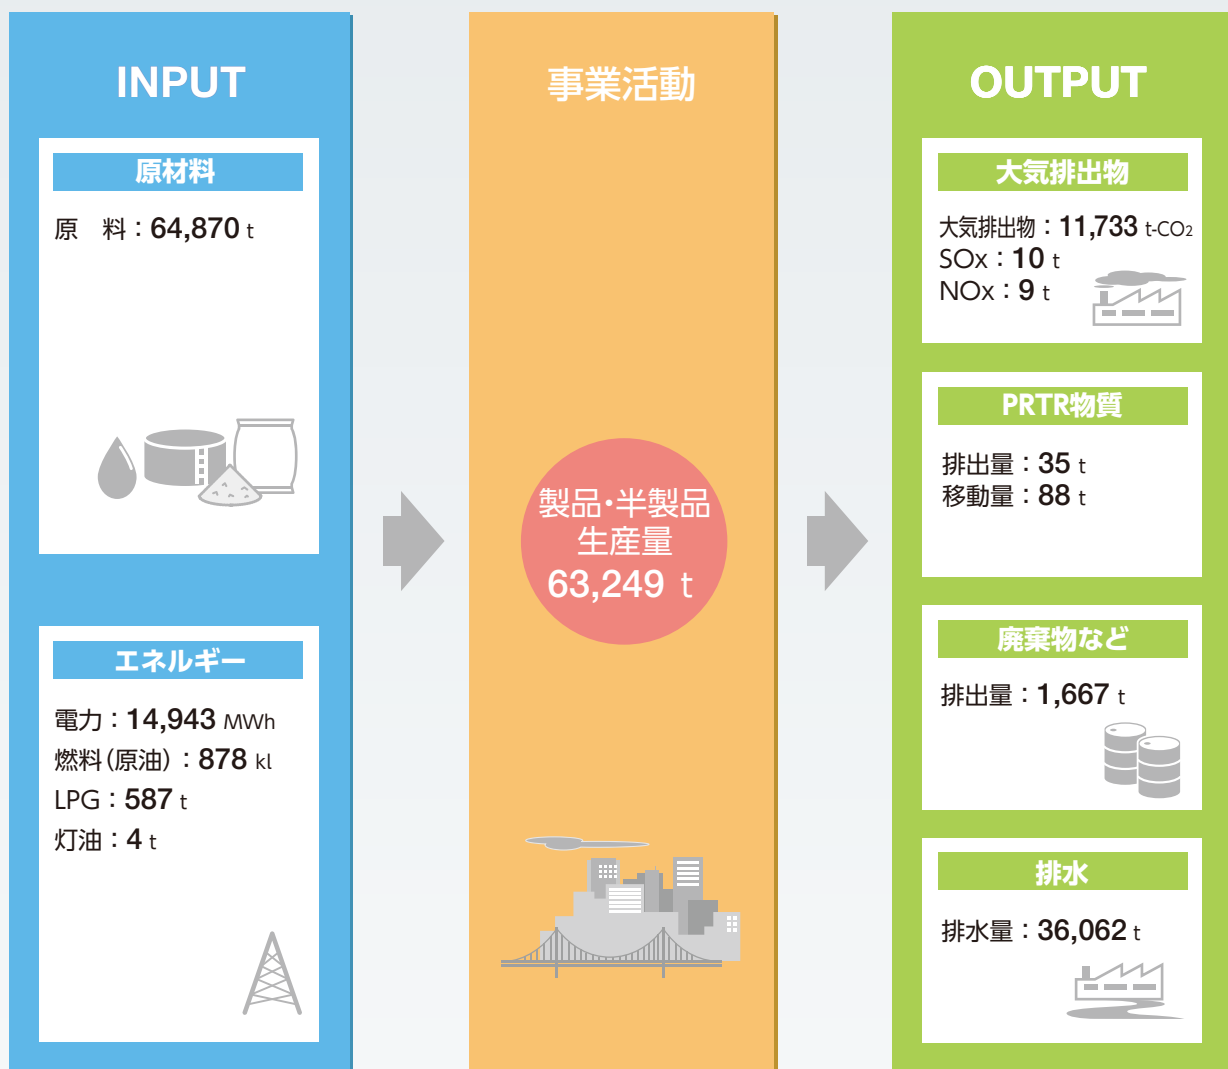 INPUT
原材料
原　料：64,870 t
エネルギー
電力：14,943 MWh
燃料（原油）：878 kl
LPG：587 t
灯油：4 t
事業活動
製品・半製品
生産量
63,249 t
OUTPUT
大気排出物
大気排出物：11,733 t-CO2
SOx：10 t
NOx：9 t
PRTR物質
排出量：35 t
移動量：88 t
廃棄物など
排出量：1,667 t
排水
排水量：36,062 t